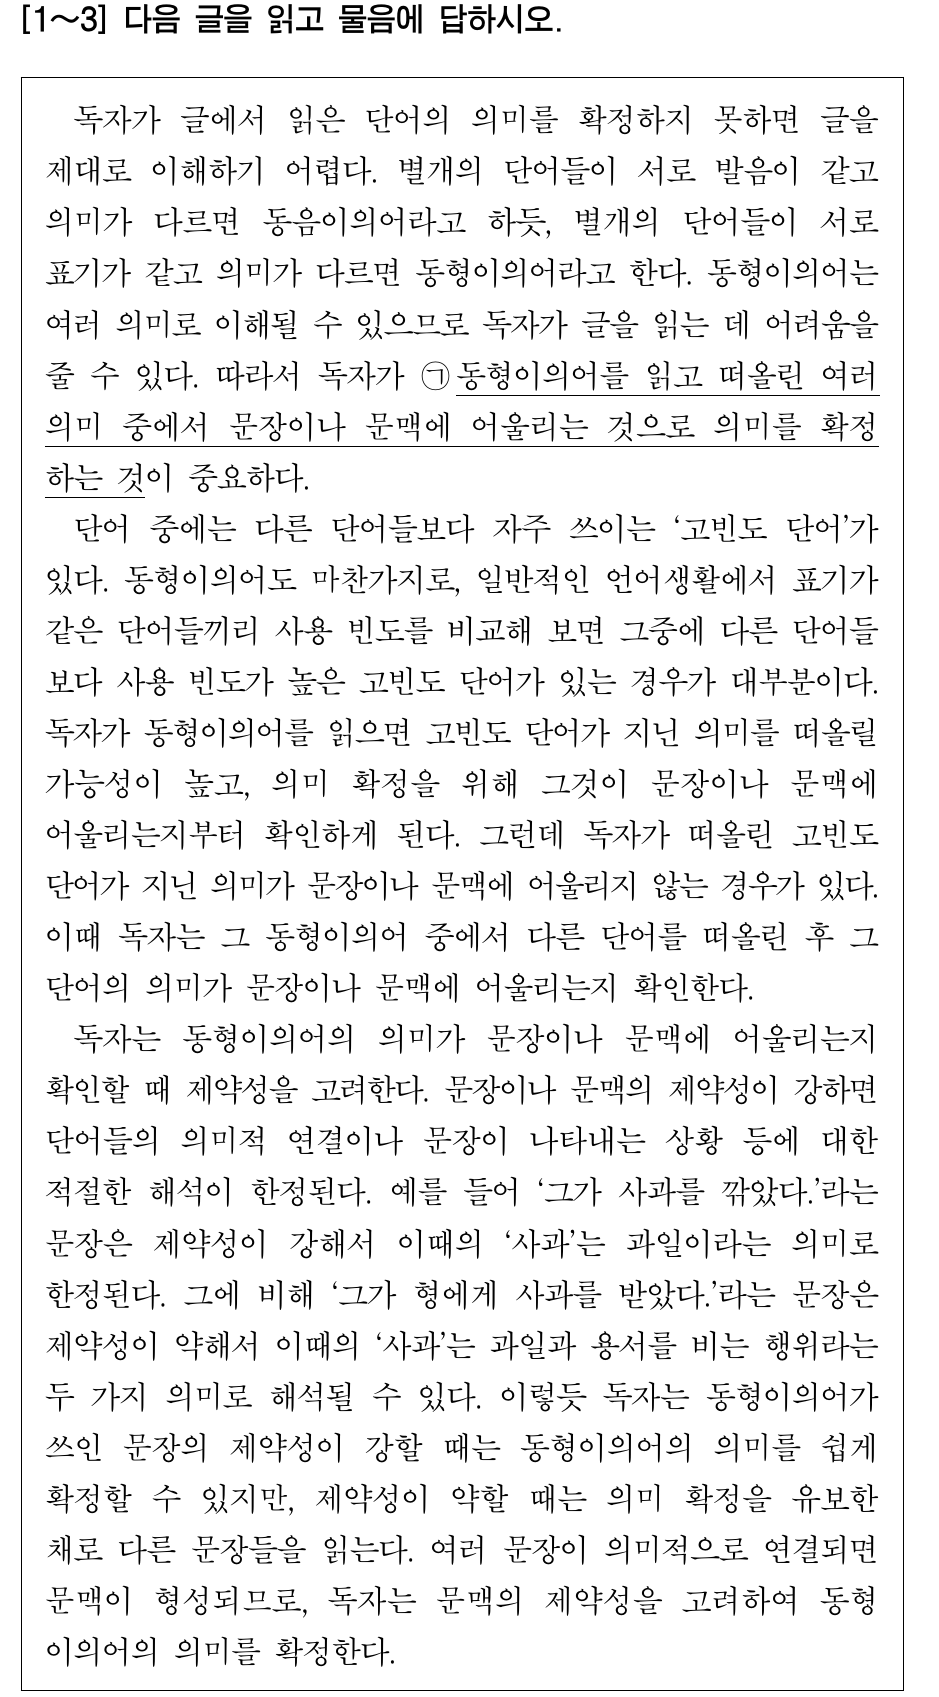 [1～3] 다음 글을 읽고 물음에 답하시오.
독자가 글에서 읽은 단어의 의미를 확정하지 못하면 글을
제대로 이해하기 어렵다. 별개의 단어들이 서로 발음이 같고
의미가 다르면 동음이의어라고 하듯, 별개의 단어들이 서로
표기가 같고 의미가 다르면 동형이의어라고 한다. 동형이의어는
여러 의미로 이해될 수 있으므로 독자가 글을 읽는 데 어려움을
줄 수 있다. 따라서 독자가 ㉠동형이의어를 읽고 떠올린 여러
의미 중에서 문장이나 문맥에 어울리는 것으로 의미를 확정
하는 것이 중요하다.
단어 중에는 다른 단어들보다 자주 쓰이는 ‘고빈도 단어’가
있다. 동형이의어도 마찬가지로, 일반적인 언어생활에서 표기가
같은 단어들끼리 사용 빈도를 비교해 보면 그중에 다른 단어들
보다 사용 빈도가 높은 고빈도 단어가 있는 경우가 대부분이다.
독자가 동형이의어를 읽으면 고빈도 단어가 지닌 의미를 떠올릴
가능성이 높고, 의미 확정을 위해 그것이 문장이나 문맥에
어울리는지부터 확인하게 된다. 그런데 독자가 떠올린 고빈도
단어가 지닌 의미가 문장이나 문맥에 어울리지 않는 경우가 있다.
이때 독자는 그 동형이의어 중에서 다른 단어를 떠올린 후 그
단어의 의미가 문장이나 문맥에 어울리는지 확인한다.
독자는 동형이의어의 의미가 문장이나 문맥에 어울리는지
확인할 때 제약성을 고려한다. 문장이나 문맥의 제약성이 강하면
단어들의 의미적 연결이나 문장이 나타내는 상황 등에 대한
적절한 해석이 한정된다. 예를 들어 ‘그가 사과를 깎았다.’라는
문장은 제약성이 강해서 이때의 ‘사과’는 과일이라는 의미로
한정된다. 그에 비해 ‘그가 형에게 사과를 받았다.’라는 문장은
제약성이 약해서 이때의 ‘사과’는 과일과 용서를 비는 행위라는
두 가지 의미로 해석될 수 있다. 이렇듯 독자는 동형이의어가
쓰인 문장의 제약성이 강할 때는 동형이의어의 의미를 쉽게
확정할 수 있지만, 제약성이 약할 때는 의미 확정을 유보한
채로 다른 문장들을 읽는다. 여러 문장이 의미적으로 연결되면
문맥이 형성되므로, 독자는 문맥의 제약성을 고려하여 동형
이의어의 의미를 확정한다.